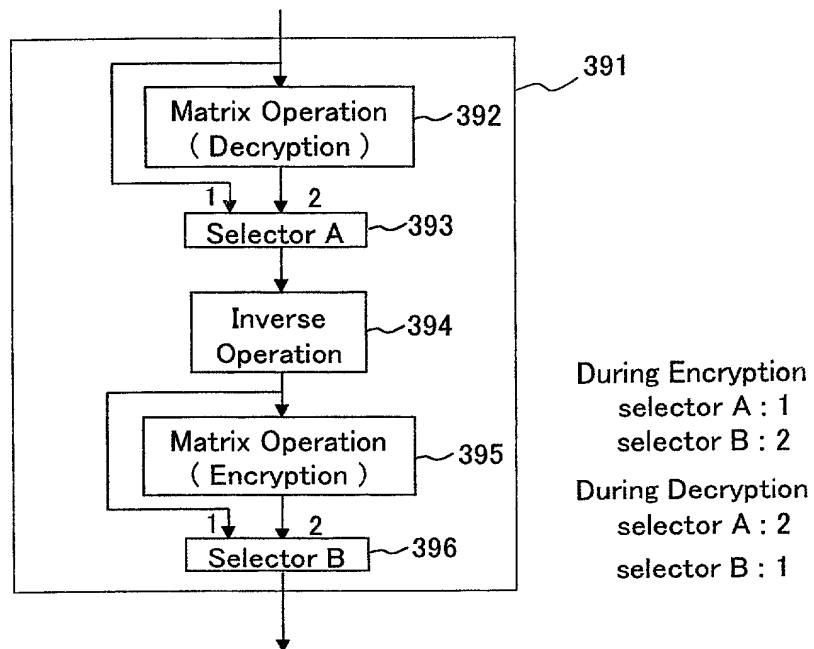 391
Matrix Operation
( Decryption )
392
1
2
Selector A
393
Inverse
Operation
394
Matrix Operation
( Encryption )
395
1
2
Selector B
396
During Encryption
selector A : 1
selector B : 2
During Decryption
selector A : 2
selector B : 1